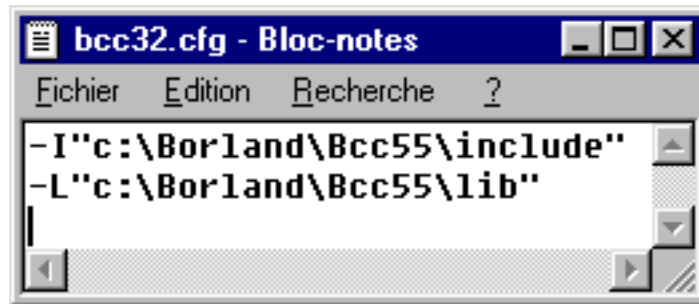 bcc32.cfg - Bloc-notes
Fichier Edition Recherche ?
-I"c:\Borland\Bcc55\include"
-L"c:\Borland\Bcc55\lib"